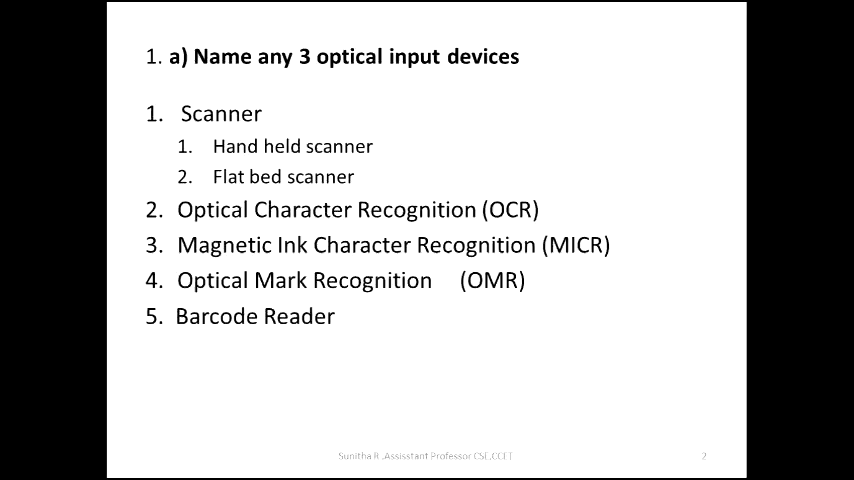 1. a) Name any 3 optical input devices
1. Scanner
1. Hand held scanner
2. Flat bed scanner
2. Optical Character Recognition (OCR)
3. Magnetic Ink Character Recognition (MICR)
4. Optical Mark Recognition (OMR)
5. Barcode Reader
Sunitha R ,Assisstant Professor CSE,CCET
2